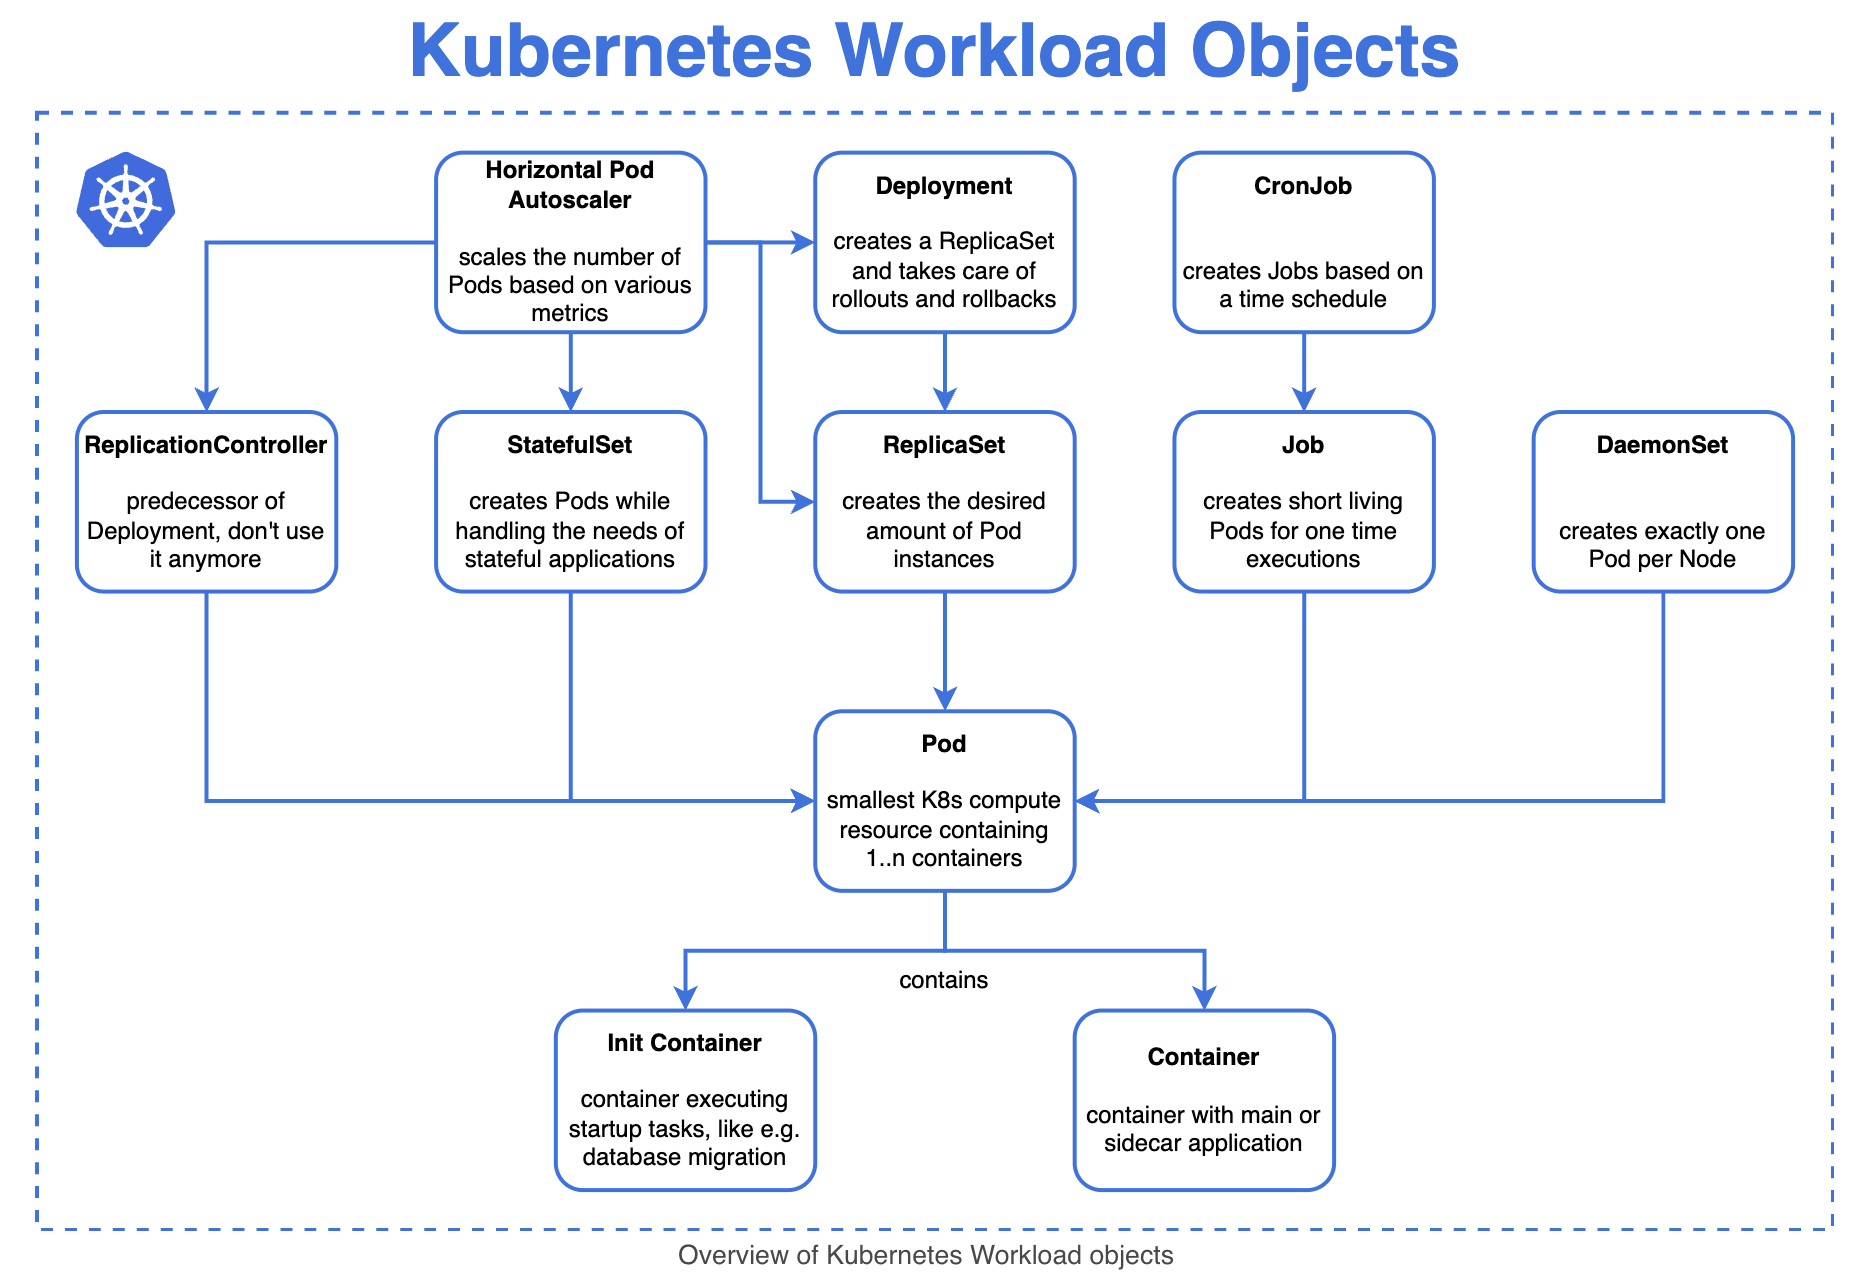 Kubernetes Workload Objects
Horizontal Pod
Autoscaler
scales the number of
Pods based on various
metrics
Deployment
creates a ReplicaSet
and takes care of
rollouts and rollbacks
CronJob
creates Jobs based on
a time schedule
ReplicationController
predecessor of
Deployment, don't use
it anymore
StatefulSet
creates Pods while
handling the needs of
stateful applications
ReplicaSet
creates the desired
amount of Pod
instances
Job
creates short living
Pods for one time
executions
DaemonSet
creates exactly one
Pod per Node
Pod
smallest K8s compute
resource containing
1..n containers
contains
Init Container
container executing
startup tasks, like e.g.
database migration
Container
container with main or
sidecar application
Overview of Kubernetes Workload objects